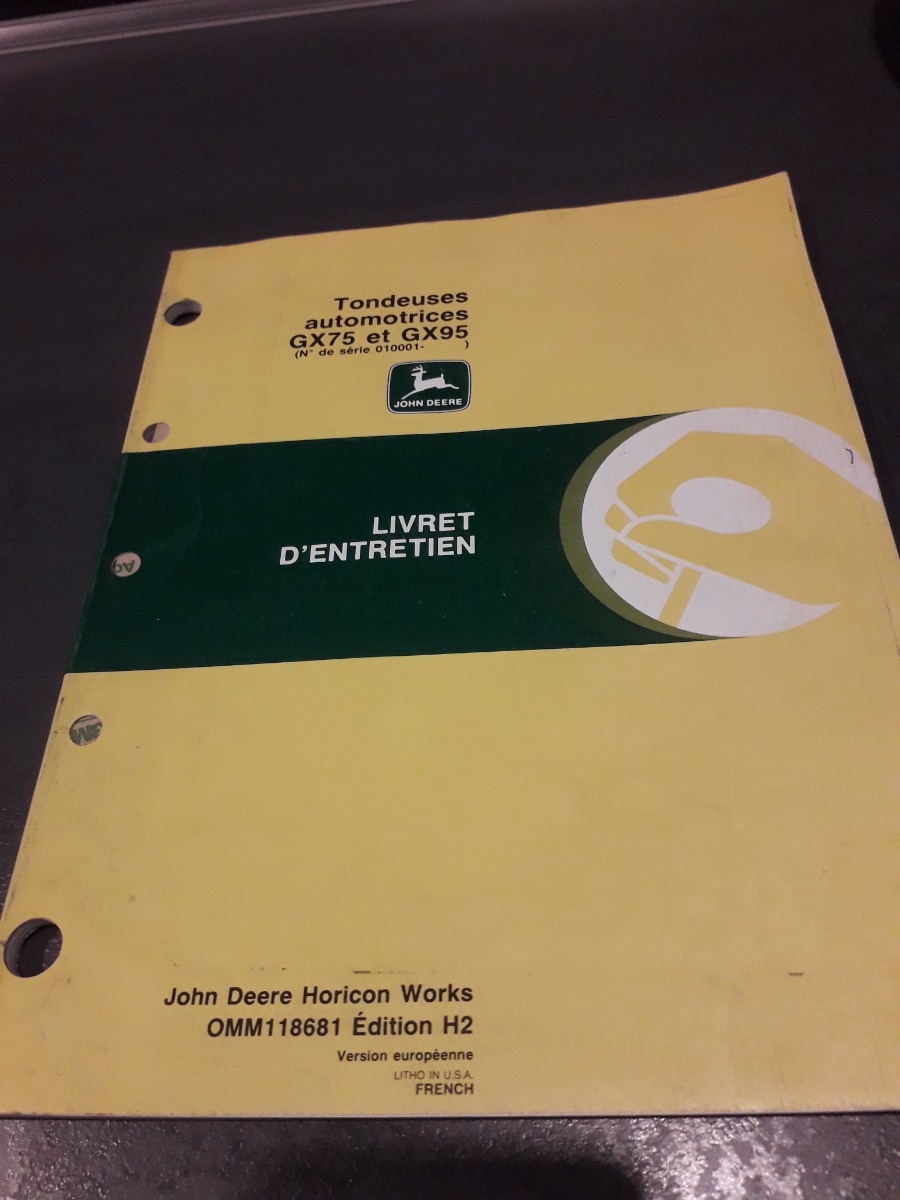 Tondeuses
automotrices
GX75 et GX95
(N° de série 010001-          )
JOHN DEERE
LIVRET
D'ENTRETIEN
John Deere Horicon Works
OMM118681 Édition H2
Version européenne
LITHO IN U.S.A.
FRENCH